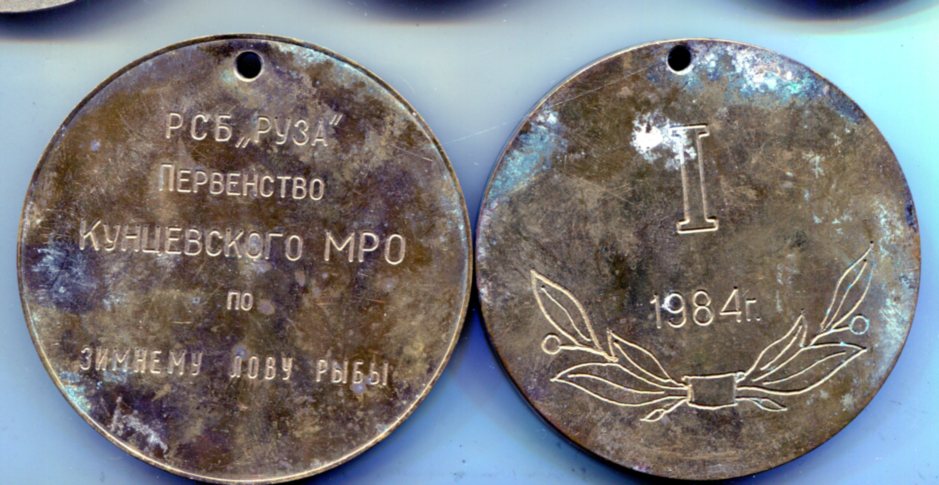 РСБ „РУЗА“
ПЕРВЕНСТВО
КУНЦЕВСКОГО МРО
ПО
ЗИМНЕМУ ЛОВУ РЫБЫ
I
1984г.